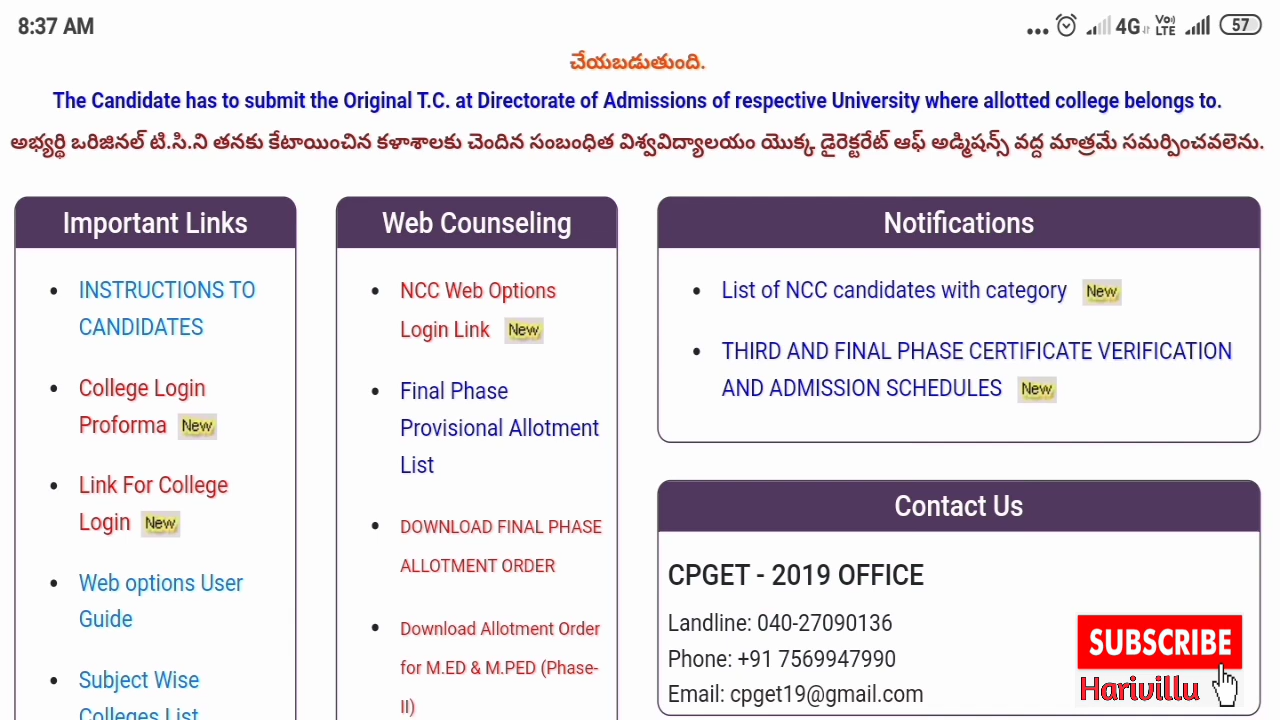 8:37 AM
... 4G Vo) LTE 57
చేయబడుతుంది.
The Candidate has to submit the Original T.C. at Directorate of Admissions of respective University where allotted college belongs to.
అభ్యర్థి ఒరిజినల్ టి.సి.ని తనకు కేటాయించిన కళాశాలకు చెందిన సంబంధిత విశ్వవిద్యాలయం యొక్క డైరెక్టరేట్ ఆఫ్ అడ్మిషన్స్ వద్ద మాత్రమే సమర్పించవలెను.
Important Links
INSTRUCTIONS TO
CANDIDATES
College Login
Proforma New
Link For College
Login New
Web options User
Guide
Subject Wise
Colleges List
Web Counseling
NCC Web Options
Login Link New
Final Phase
Provisional Allotment
List
DOWNLOAD FINAL PHASE
ALLOTMENT ORDER
Download Allotment Order
for M.ED & M.PED (Phase-
II)
Notifications
List of NCC candidates with category New
THIRD AND FINAL PHASE CERTIFICATE VERIFICATION
AND ADMISSION SCHEDULES New
Contact Us
CPGET - 2019 OFFICE
Landline: 040-27090136
Phone: +91 7569947990
Email: cpget19@gmail.com
SUBSCRIBE
Harivillu